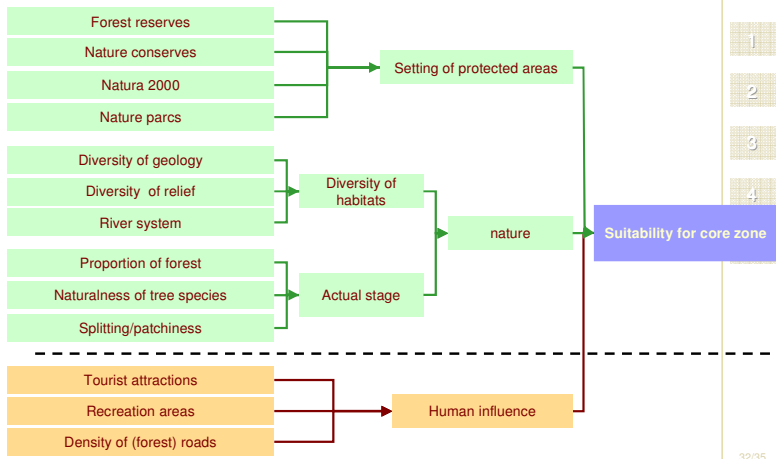 Forest reserves
Nature conserves
Natura 2000
Nature parcs
Setting of protected areas
Diversity of geology
Diversity of relief
River system
Diversity of
habitats
nature
Suitability for core zone
Proportion of forest
Naturalness of tree species
Splitting/patchiness
Actual stage
Tourist attractions
Recreation areas
Density of (forest) roads
Human influence
1
2
3
4
32/35